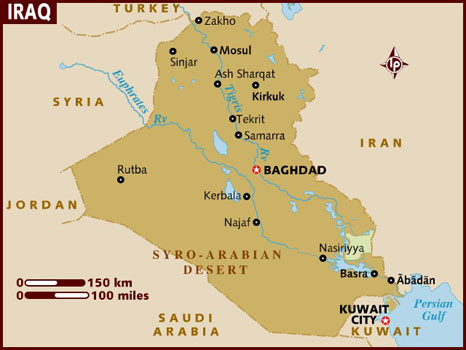 IRAQ
TURKEY
Zakho
Mosul
Sinjar
Ash Sharqat
Kirkuk
Tigris
Rv
Euphrates
Rv
SYRIA
Tekrit
Samarra
IRAN
BAGHDAD
Rutba
Kerbala
JORDAN
Najaf
SYRO-ARABIAN
DESERT
Nasiriyya
Basra
Ābādān
0 150 km
0 100 miles
KUWAIT
CITY
Persian
Gulf
SAUDI
ARABIA
KUWAIT
lp